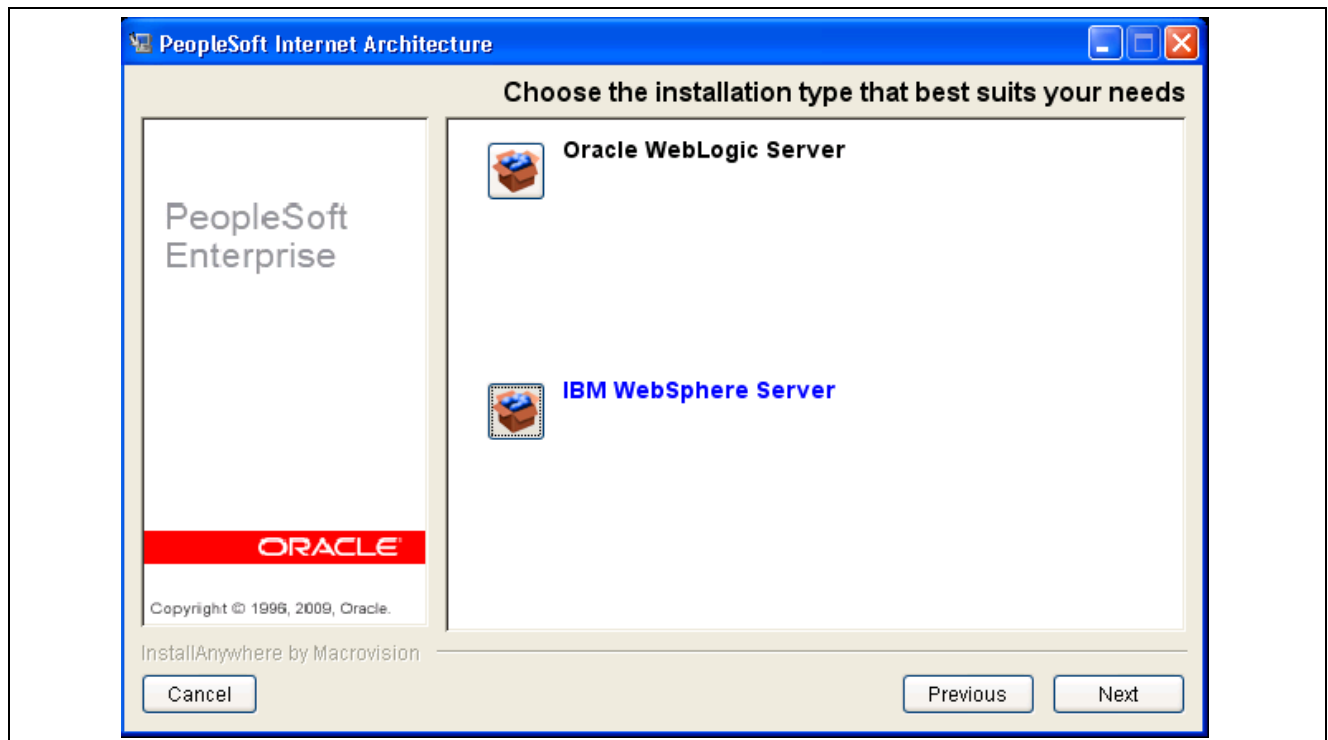 PeopleSoft Internet Architecture
Choose the installation type that best suits your needs
PeopleSoft
Enterprise
ORACLE
Copyright © 1996, 2009, Oracle.
Oracle WebLogic Server
IBM WebSphere Server
InstallAnywhere by Macrovision
Cancel
Previous
Next